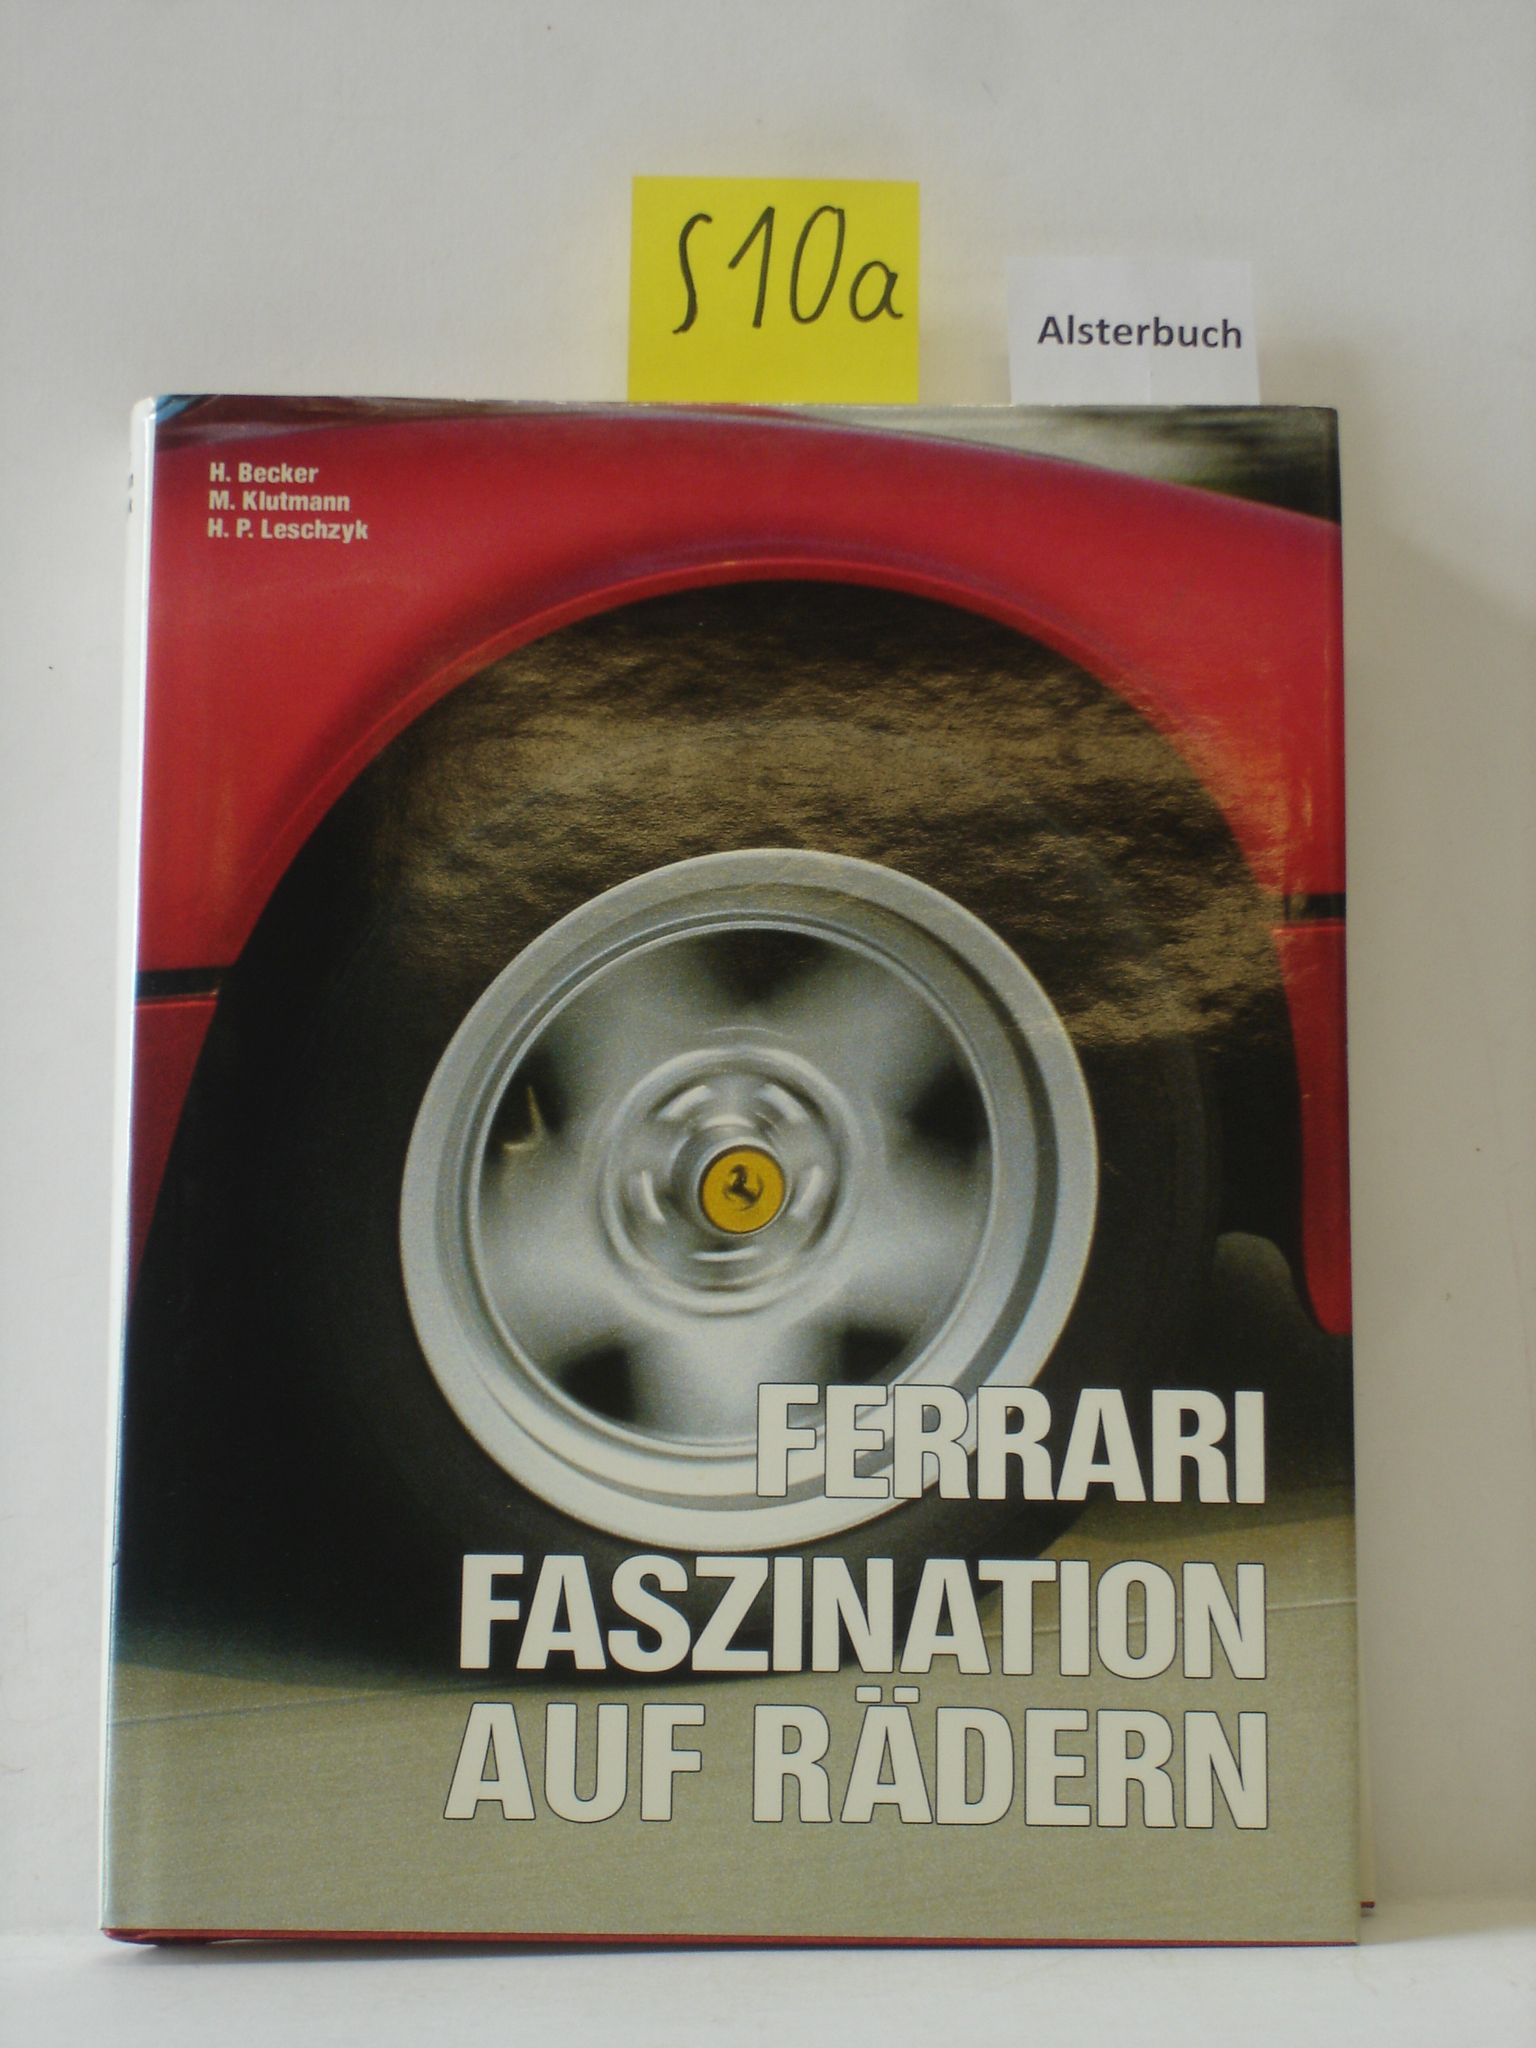 S10a
Alsterbuch
H. Becker
M. Klutmann
H. P. Leschzyk
FERRARI
FASZINATION
AUF RÄDERN